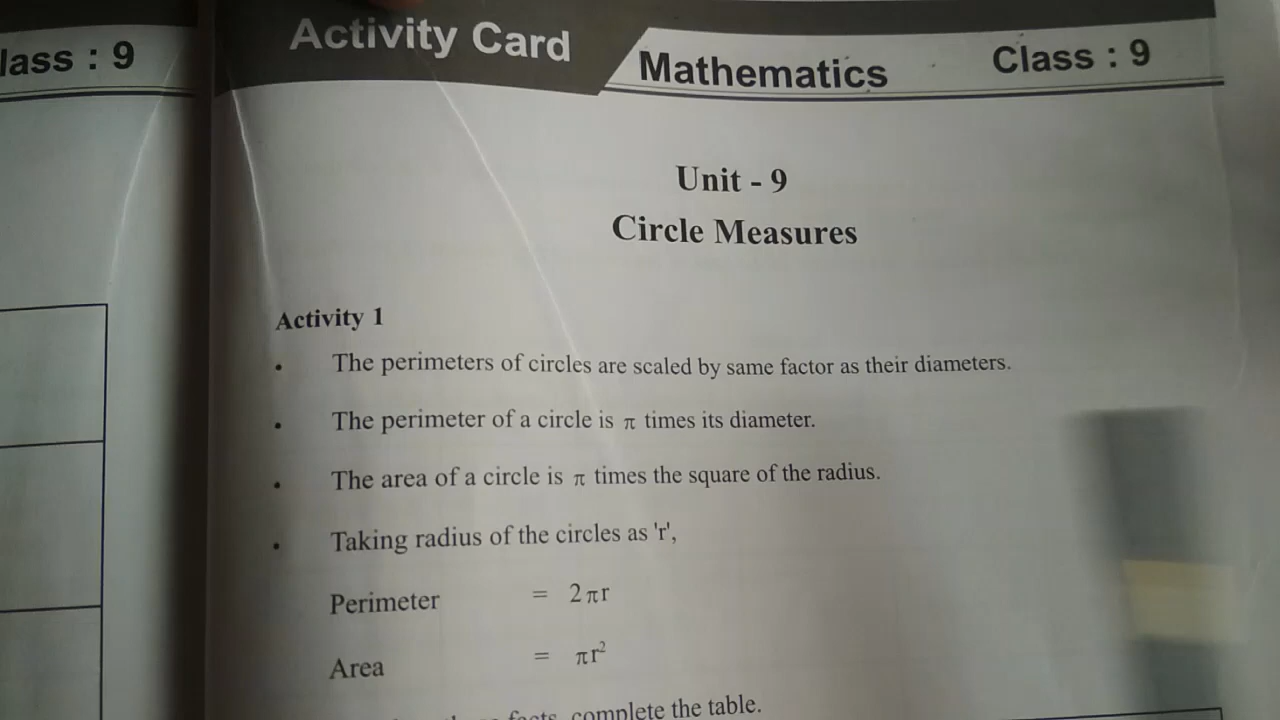 lass : 9
Activity Card
Mathematics
Class : 9
Unit - 9
Circle Measures
Activity 1
• The perimeters of circles are scaled by same factor as their diameters.
• The perimeter of a circle is π times its diameter.
• The area of a circle is π times the square of the radius.
• Taking radius of the circles as 'r',
Perimeter = 2πr
Area = πr²
facts, complete the table.